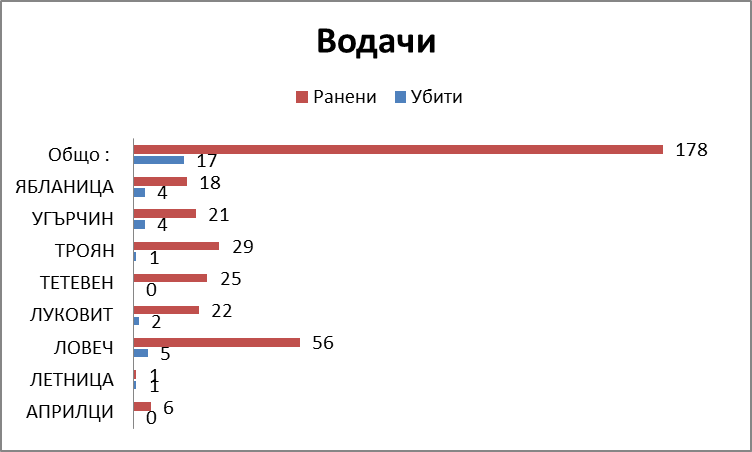 Водачи
Ранени Убити
Общо : 178
17
ЯБЛАНИЦА 18
4
УГЪРЧИН 21
4
ТРОЯН 29
1
ТЕТЕВЕН 25
0
ЛУКОВИТ 22
2
ЛОВЕЧ 56
5
ЛЕТНИЦА 1
1
АПРИЛЦИ 6
0